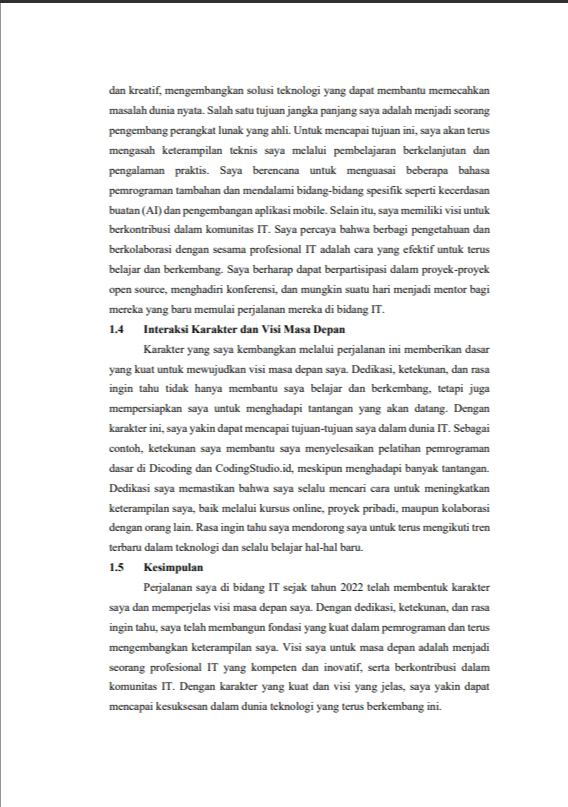 dan kreatif, mengembangkan solusi teknologi yang dapat membantu memecahkan
masalah dunia nyata. Salah satu tujuan jangka panjang saya adalah menjadi seorang
pengembang perangkat lunak yang ahli. Untuk mencapai tujuan ini, saya akan terus
mengasah keterampilan teknis saya melalui pembelajaran berkelanjutan dan
pengalaman praktis. Saya berencana untuk menguasai beberapa bahasa
pemrograman tambahan dan mendalami bidang-bidang spesifik seperti kecerdasan
buatan (AI) dan pengembangan aplikasi mobile. Selain itu, saya memiliki visi untuk
berkontribusi dalam komunitas IT. Saya percaya bahwa berbagi pengetahuan dan
berkolaborasi dengan sesama profesional IT adalah cara yang efektif untuk terus
belajar dan berkembang. Saya berharap dapat berpartisipasi dalam proyek-proyek
open source, menghadiri konferensi, dan mungkin suatu hari menjadi mentor bagi
mereka yang baru memulai perjalanan mereka di bidang IT.
1.4 Interaksi Karakter dan Visi Masa Depan
Karakter yang saya kembangkan melalui perjalanan ini memberikan dasar
yang kuat untuk mewujudkan visi masa depan saya. Dedikasi, ketekunan, dan rasa
ingin tahu tidak hanya membantu saya belajar dan berkembang, tetapi juga
mempersiapkan saya untuk menghadapi tantangan yang akan datang. Dengan
karakter ini, saya yakin dapat mencapai tujuan-tujuan saya dalam dunia IT. Sebagai
contoh, ketekunan saya membantu saya menyelesaikan pelatihan pemrograman
dasar di Dicoding dan CodingStudio.id, meskipun menghadapi banyak tantangan.
Dedikasi saya memastikan bahwa saya selalu mencari cara untuk meningkatkan
keterampilan saya, baik melalui kursus online, proyek pribadi, maupun kolaborasi
dengan orang lain. Rasa ingin tahu saya mendorong saya untuk terus mengikuti tren
terbaru dalam teknologi dan selalu belajar hal-hal baru.
1.5 Kesimpulan
Perjalanan saya di bidang IT sejak tahun 2022 telah membentuk karakter
saya dan memperjelas visi masa depan saya. Dengan dedikasi, ketekunan, dan rasa
ingin tahu, saya telah membangun fondasi yang kuat dalam pemrograman dan terus
mengembangkan keterampilan saya. Visi saya untuk masa depan adalah menjadi
seorang profesional IT yang kompeten dan inovatif, serta berkontribusi dalam
komunitas IT. Dengan karakter yang kuat dan visi yang jelas, saya yakin dapat
mencapai kesuksesan dalam dunia teknologi yang terus berkembang ini.